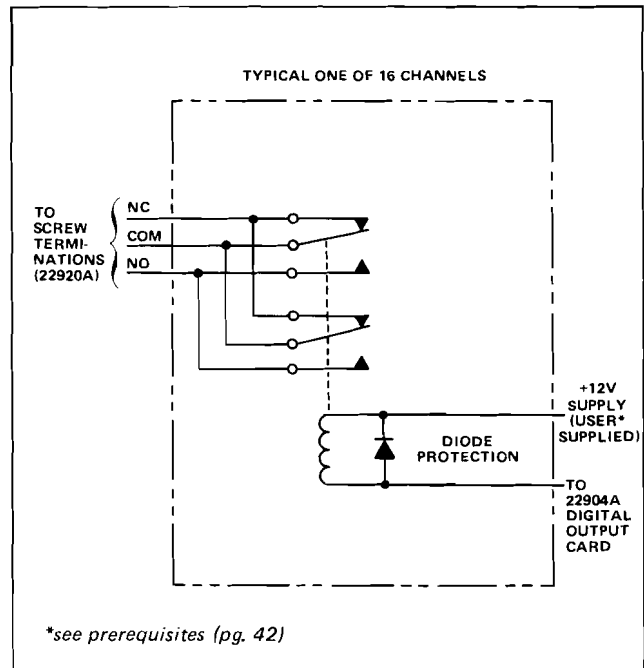 TYPICAL ONE OF 16 CHANNELS
TO
SCREW
TERMI-
NATIONS
(22920A)
NC
COM
NO
+12V
SUPPLY
(USER*
SUPPLIED)
DIODE
PROTECTION
TO
22904A
DIGITAL
OUTPUT
CARD
*see prerequisites (pg. 42)